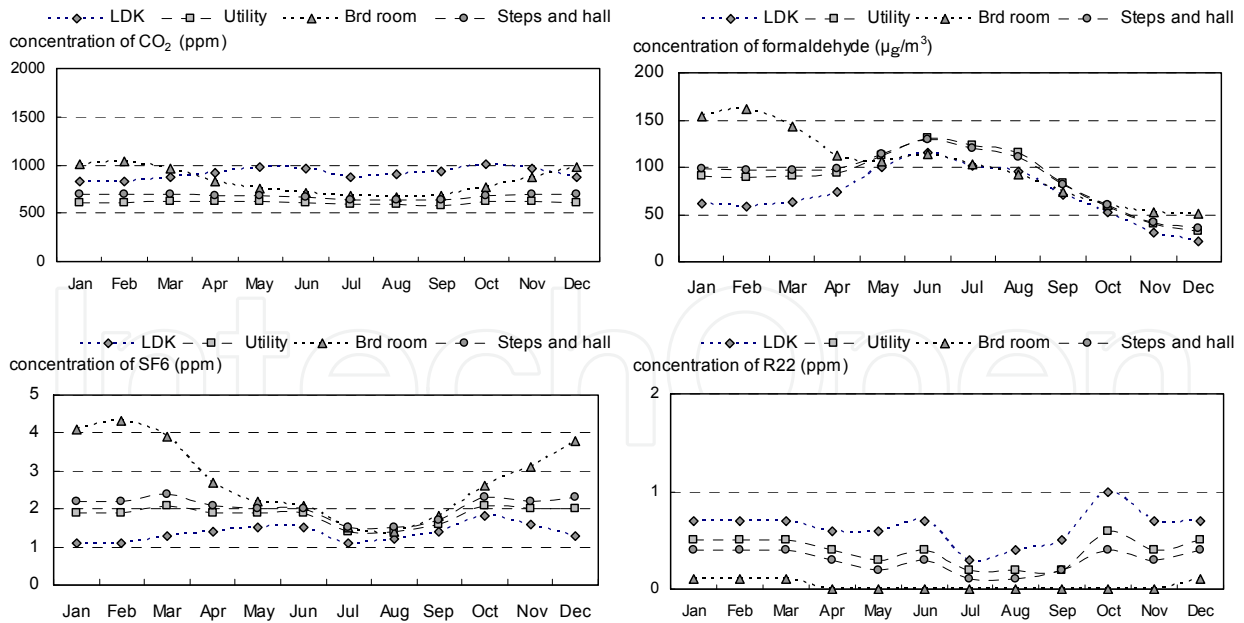 LDK Utility Brd room Steps and hall
concentration of CO2 (ppm)
2000
1500
1000
500
0
Jan Feb Mar Apr May Jun Jul Aug Sep Oct Nov Dec
LDK Utility Brd room Steps and hall
concentration of formaldehyde (μg/m3)
200
150
100
50
0
Jan Feb Mar Apr May Jun Jul Aug Sep Oct Nov Dec
LDK Utility Brd room Steps and hall
concentration of SF6 (ppm)
5
4
3
2
1
0
Jan Feb Mar Apr May Jun Jul Aug Sep Oct Nov Dec
LDK Utility Brd room Steps and hall
concentration of R22 (ppm)
2
1
0
Jan Feb Mar Apr May Jun Jul Aug Sep Oct Nov Dec
IntechOpen